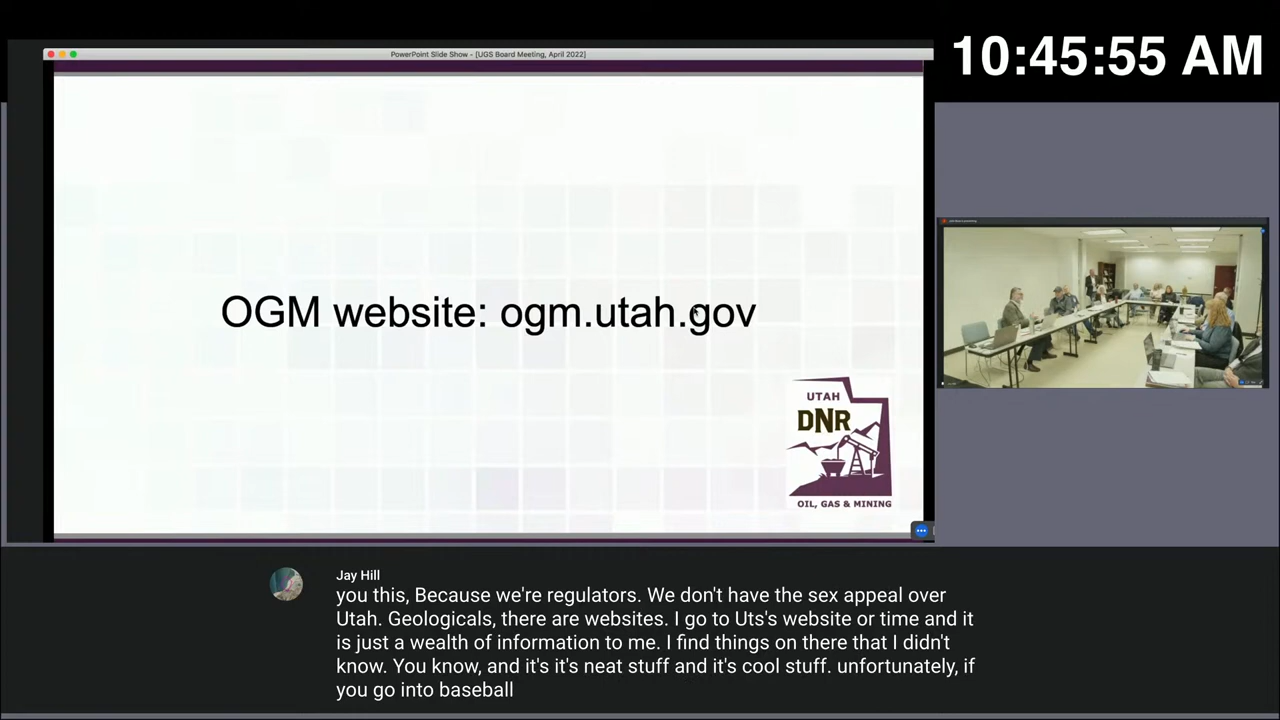 PowerPoint Slide Show - [UGS Board Meeting, April 2022]
10:45:55 AM
OGM website: ogm.utah.gov
UTAH
DNR
OIL, GAS & MINING
Jay Hill
you this, Because we're regulators. We don't have the sex appeal over
Utah. Geologicals, there are websites. I go to Uts's website or time and it
is just a wealth of information to me. I find things on there that I didn't
know. You know, and it's it's neat stuff and it's cool stuff. unfortunately, if
you go into baseball